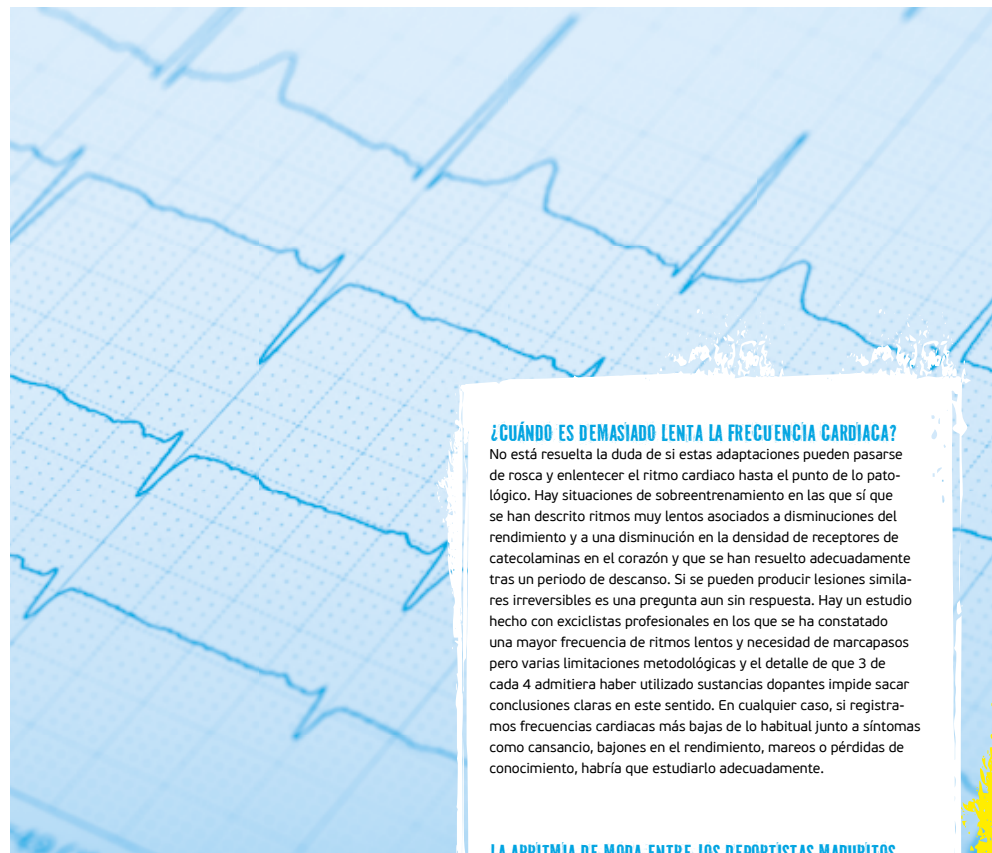 ¿CUÁNDO ES DEMASIADO LENTA LA FRECUENCIA CARDIACA?
No está resuelta la duda de si estas adaptaciones pueden pasarse
de rosca y enlentecer el ritmo cardiaco hasta el punto de lo pato-
lógico. Hay situaciones de sobreentrenamiento en las que sí que
se han descrito ritmos muy lentos asociados a disminuciones del
rendimiento y a una disminución en la densidad de receptores de
catecolaminas en el corazón y que se han resuelto adecuadamente
tras un periodo de descanso. Si se pueden producir lesiones simila-
res irreversibles es una pregunta aun sin respuesta. Hay un estudio
hecho con exciclistas profesionales en los que se ha constatado
una mayor frecuencia de ritmos lentos y necesidad de marcapasos
pero varias limitaciones metodológicas y el detalle de que 3 de
cada 4 admitiera haber utilizado sustancias dopantes impide sacar
conclusiones claras en este sentido. En cualquier caso, si registra-
mos frecuencias cardiacas más bajas de lo habitual junto a síntomas
como cansancio, bajones en el rendimiento, mareos o pérdidas de
conocimiento, habría que estudiarlo adecuadamente.
LA ARRITMIA DE MODA ENTRE LOS DEPORTISTAS MADURITOS